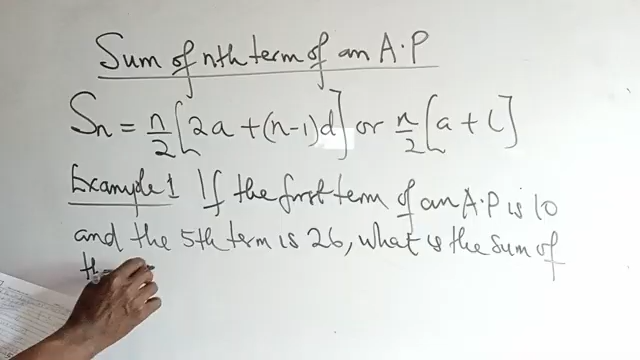 Sum of nth term of an A.P
Sn = n/2[2a + (n-1)d] or n/2[a + l]
Example 1 If the first term of an A.P is 10
and the 5th term is 26, what is the sum of